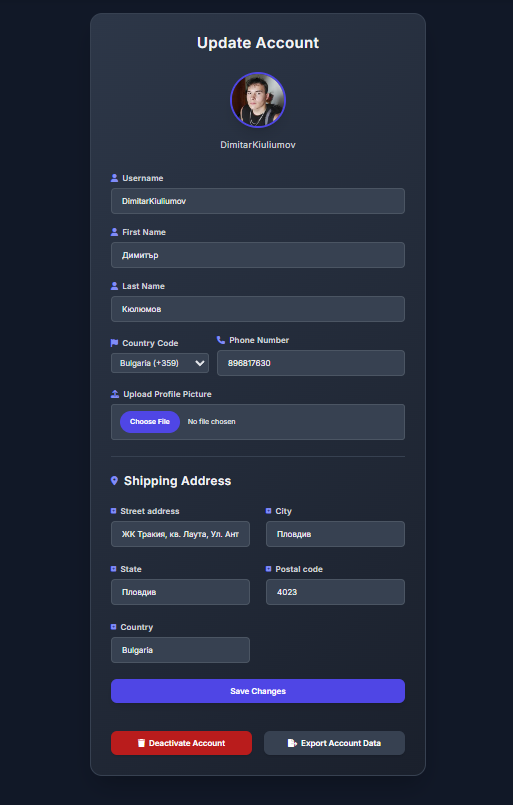 Update Account
DimitarKiuliumov
Username
DimitarKiuliumov
First Name
Димитър
Last Name
Кюлюмов
Country Code
Phone Number
Bulgaria (+359)
896817630
Upload Profile Picture
Choose File No file chosen
Shipping Address
Street address
City
ЖК Тракия, кв. Лаута, Ул. Ант
Пловдив
State
Postal code
Пловдив
4023
Country
Bulgaria
Save Changes
Deactivate Account
Export Account Data